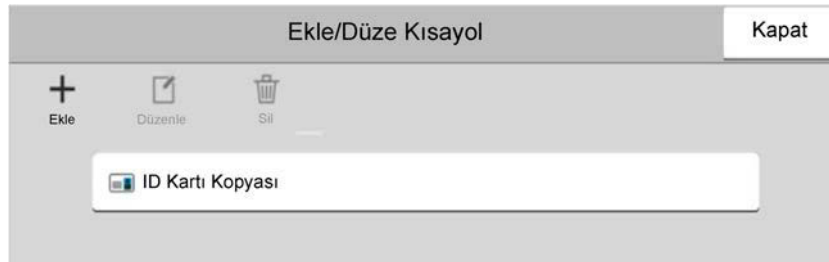 Ekle/Düze Kısayol
Kapat
Ekle
Düzenle
Sil
ID Kartı Kopyası